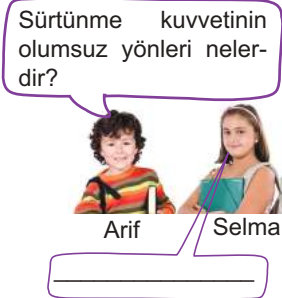 Sürtünme kuvvetinin
olumsuz yönleri neler-
dir?
Arif
Selma